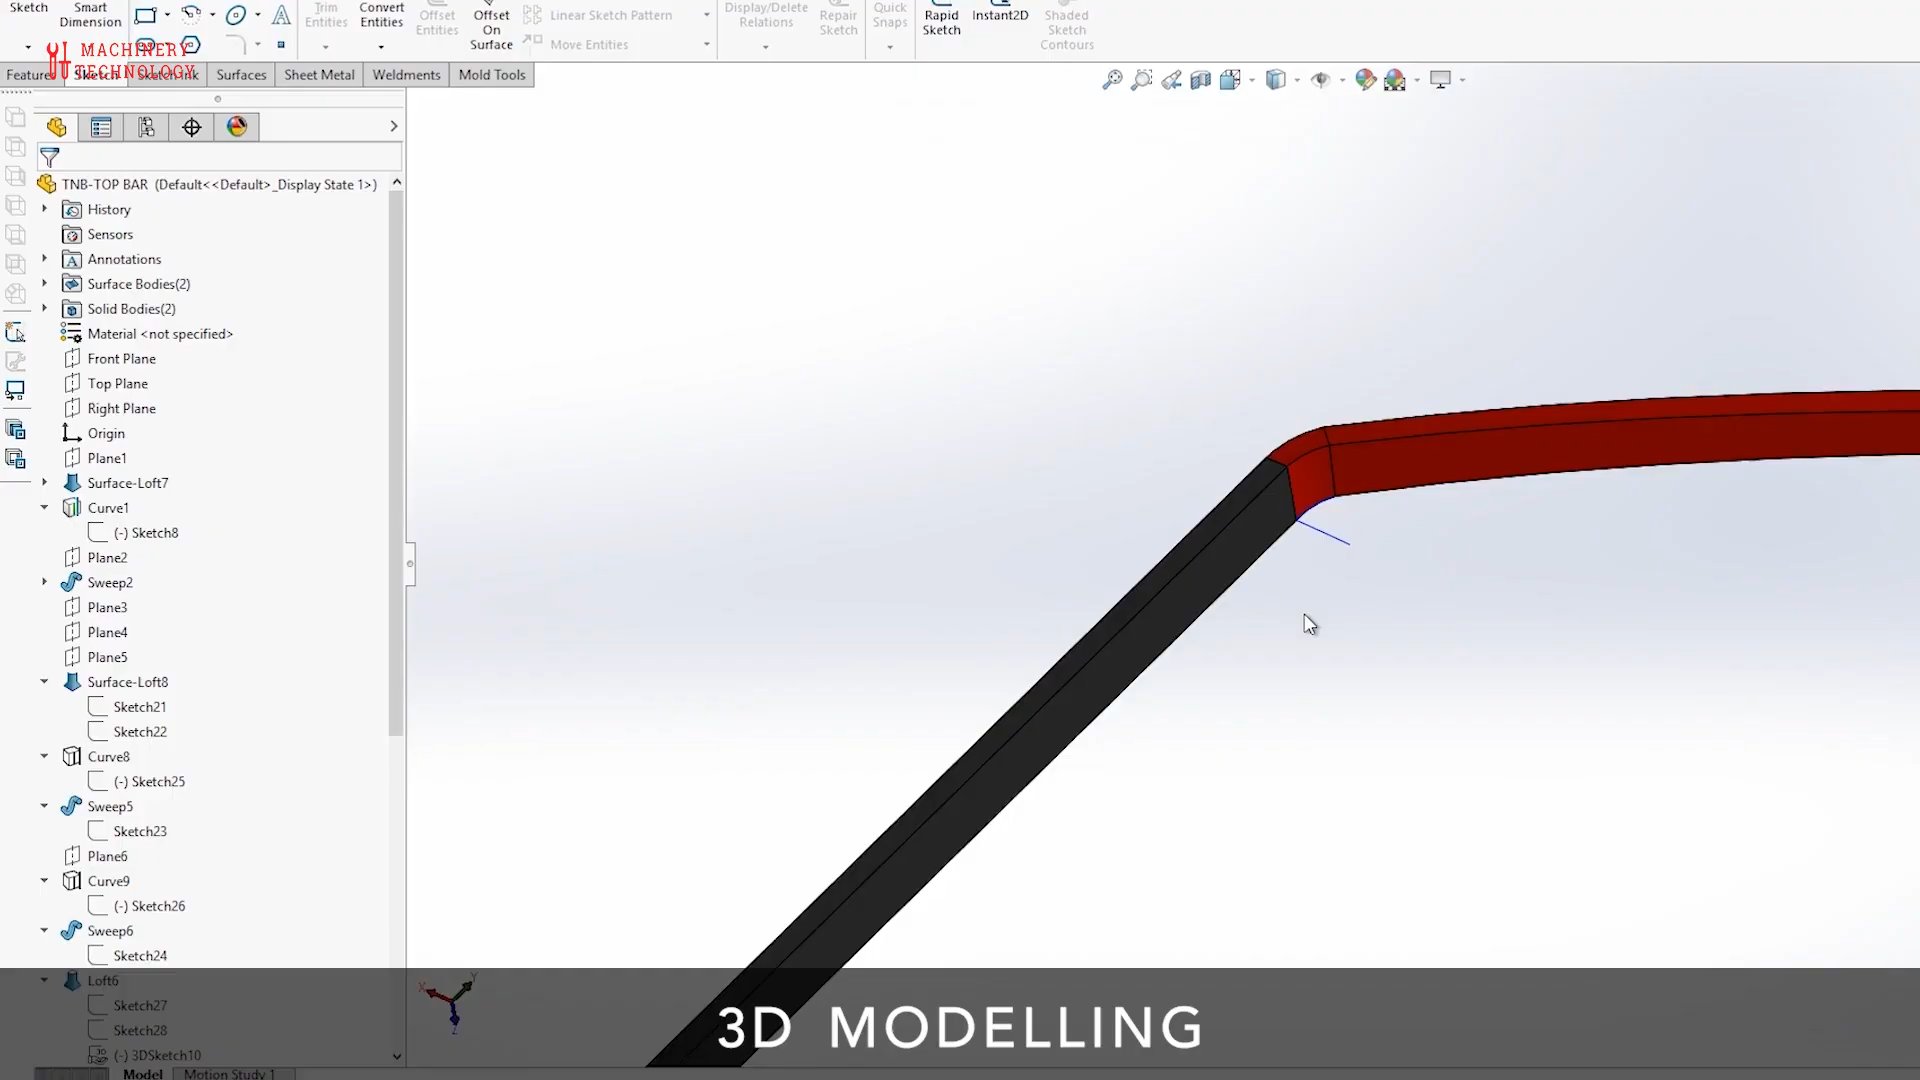 Sketch
Smart
Dimension
Trim
Entities
Convert
Entities
Offset
Entities
Offset
On
Surface
Linear Sketch Pattern
Move Entities
Display/Delete
Relations
Repair
Sketch
Quick
Snaps
Rapid
Sketch
Instant2D
Shaded
Sketch
Contours
MACHINERY
TECHNOLOGY
Sketch
Surfaces
Sheet Metal
Weldments
Mold Tools
TNB-TOP BAR (Default<<Default>_Display State 1>)
History
Sensors
Annotations
Surface Bodies(2)
Solid Bodies(2)
Material <not specified>
Front Plane
Top Plane
Right Plane
Origin
Plane1
Surface-Loft7
Curve1
(-) Sketch8
Plane2
Sweep2
Plane3
Plane4
Plane5
Surface-Loft8
Sketch21
Sketch22
Curve8
(-) Sketch25
Sweep5
Sketch23
Plane6
Curve9
(-) Sketch26
Sweep6
Sketch24
Loft6
Sketch27
Sketch28
(-) 3DSketch10
Model
Motion Study 1
X
Y
Z
3D MODELLING